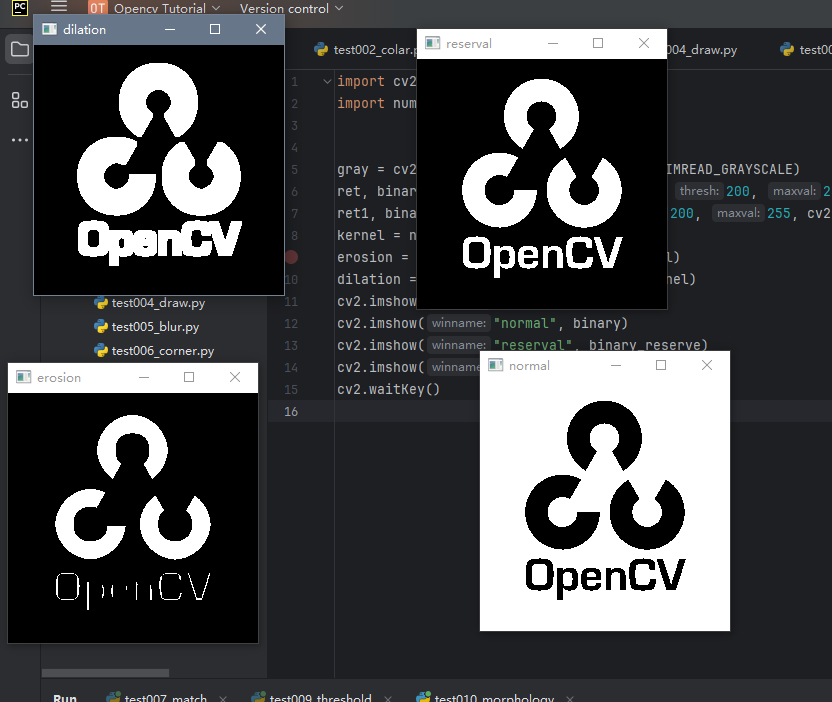 PC
OT Opencv Tutorial Version control
dilation
reserval
test002_colar.
004_draw.py
test00
1 import cv2
2 import num
3
4
5 gray = cv2 IMREAD_GRAYSCALE)
6 ret, binar thresh: 200, maxval: 2
7 ret1, bina 200, maxval: 255, cv2
8 kernel = n
erosion = l)
10 dilation = nel)
11 cv2.imshow
12 cv2.imshow( winname: "normal", binary)
13 cv2.imshow( winname: "reserval", binary_reserve)
14 cv2.imshow( winname
15 cv2.waitKey()
16
OpenCV
OpenCV
test004_draw.py
test005_blur.py
test006_corner.py
erosion
normal
OpenCV
OpenCV
Run test007_match test009_threshold test010_morphology